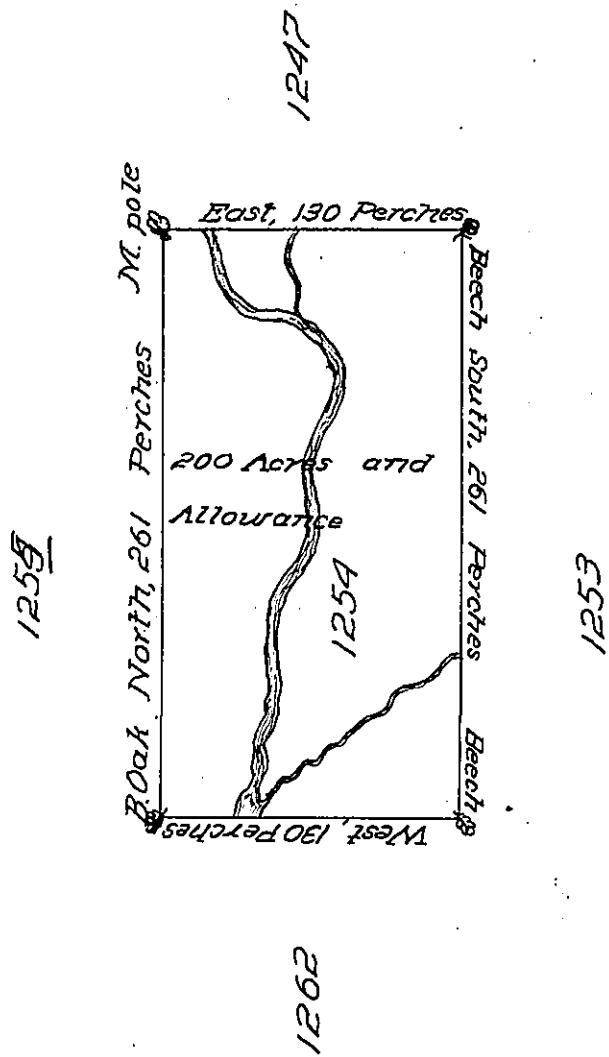 1247
M. pole
East, 130 Perches
B.Oak North, 261 Perches
200 Acres and
Allowance
1254
Beech South, 261 Perches
Beech
West, 130 Perches
1253
1262